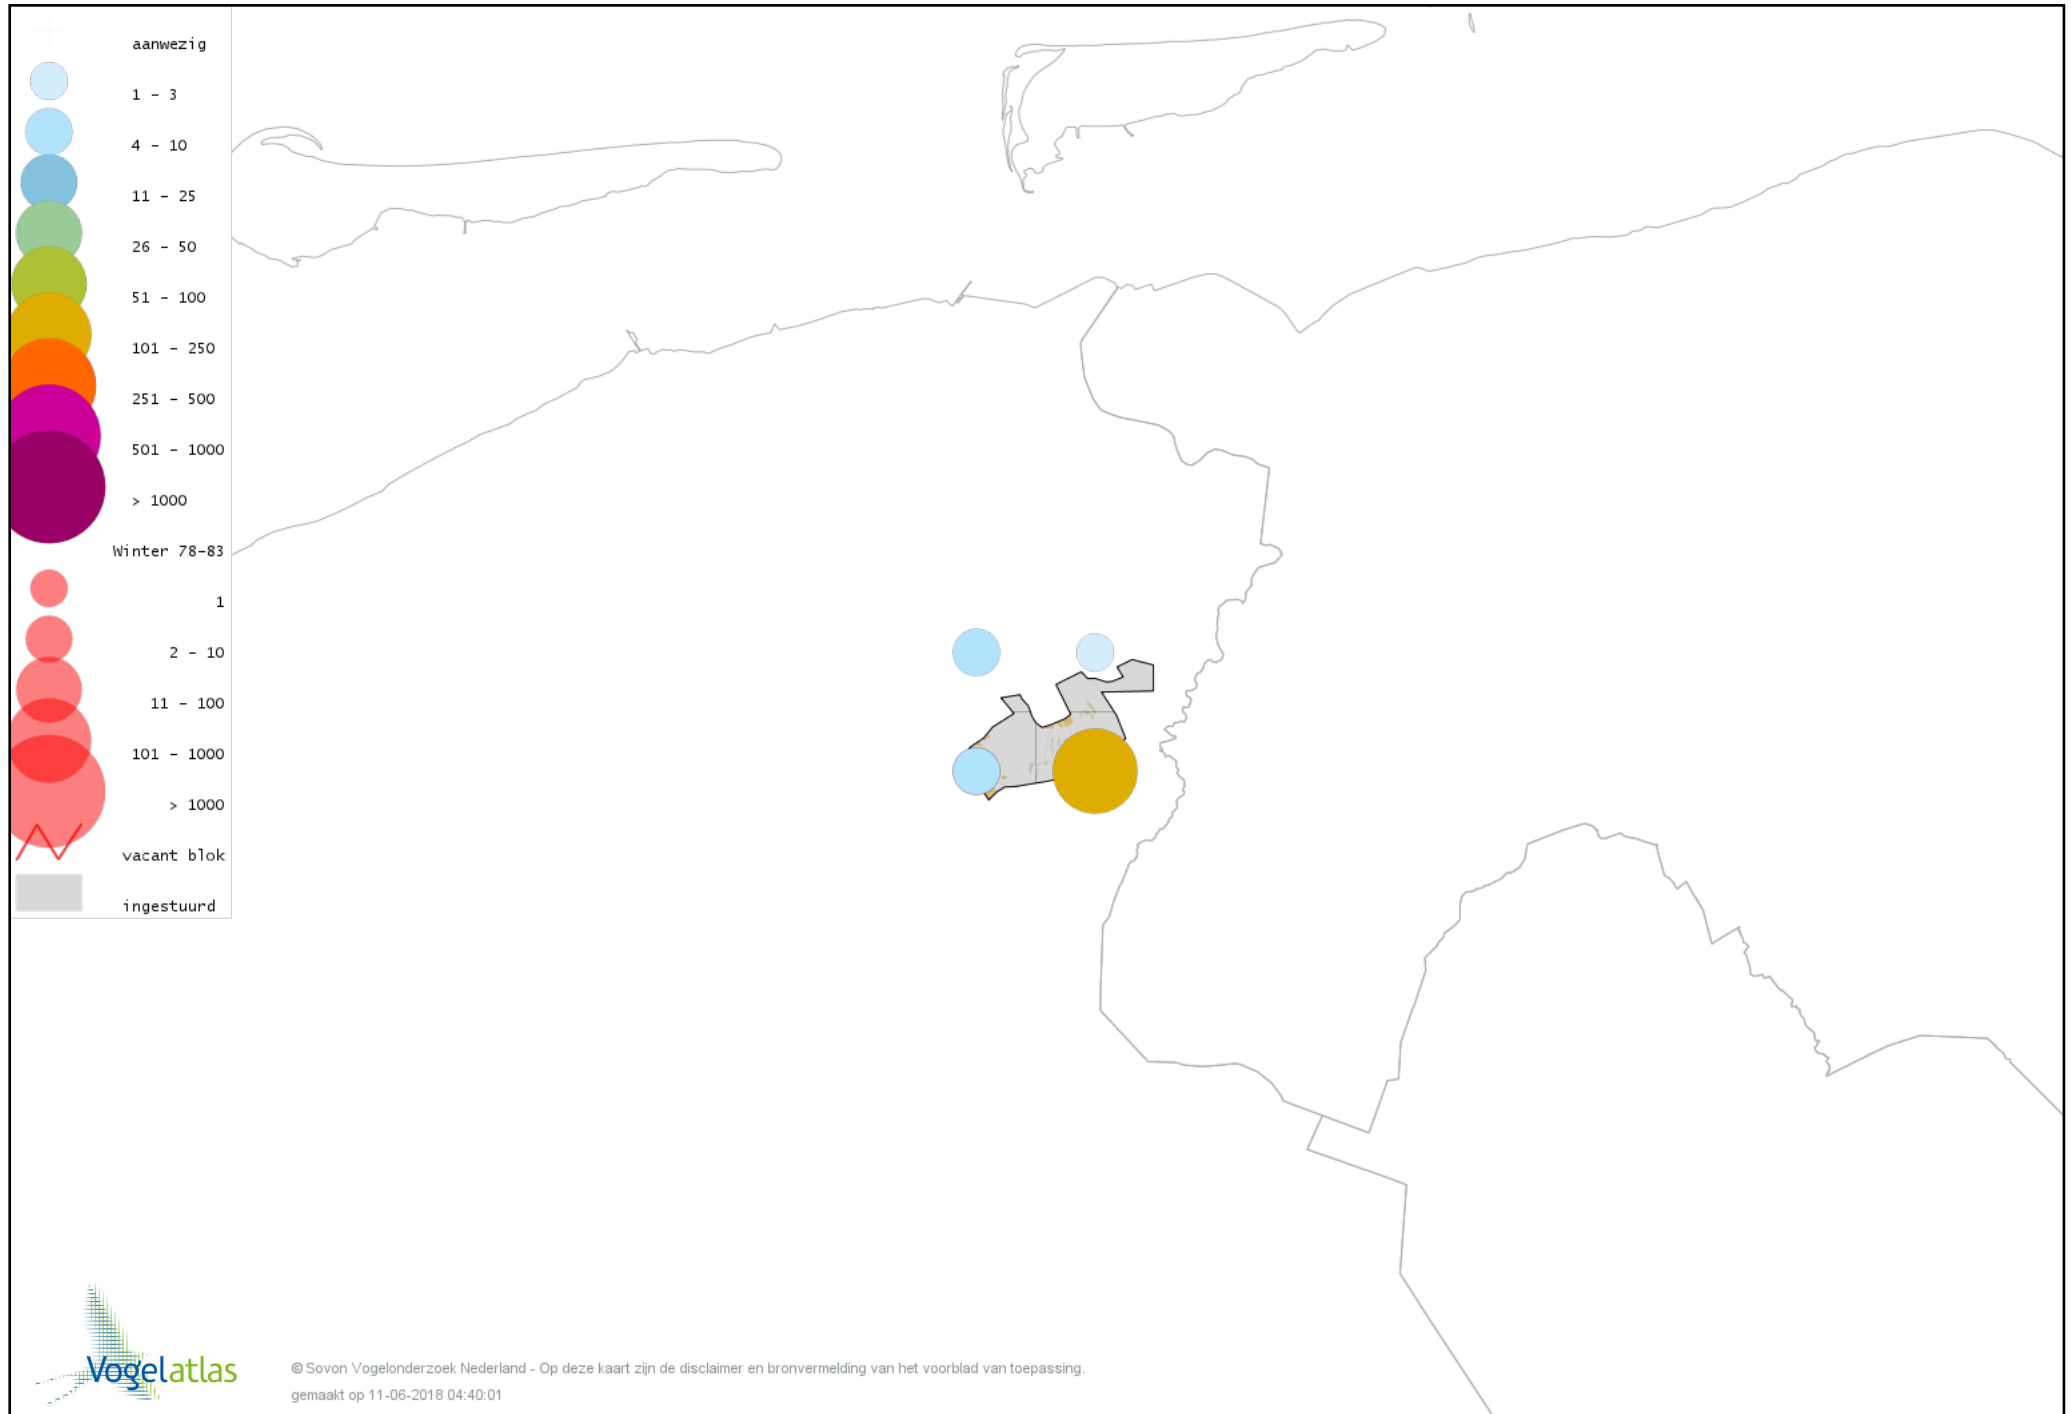 aanwezig
1 - 3
4 - 10
11 - 25
26 - 50
51 - 100
101 - 250
251 - 500
501 - 1000
> 1000
Winter 78-83
1
2 - 10
11 - 100
101 - 1000
> 1000
vacant blok
ingestuurd
Vogelatlas
© Sovon Vogelonderzoek Nederland - Op deze kaart zijn de disclaimer en bronvermelding van het voorblad van toepassing.
gemaakt op 11-06-2018 04:40:01